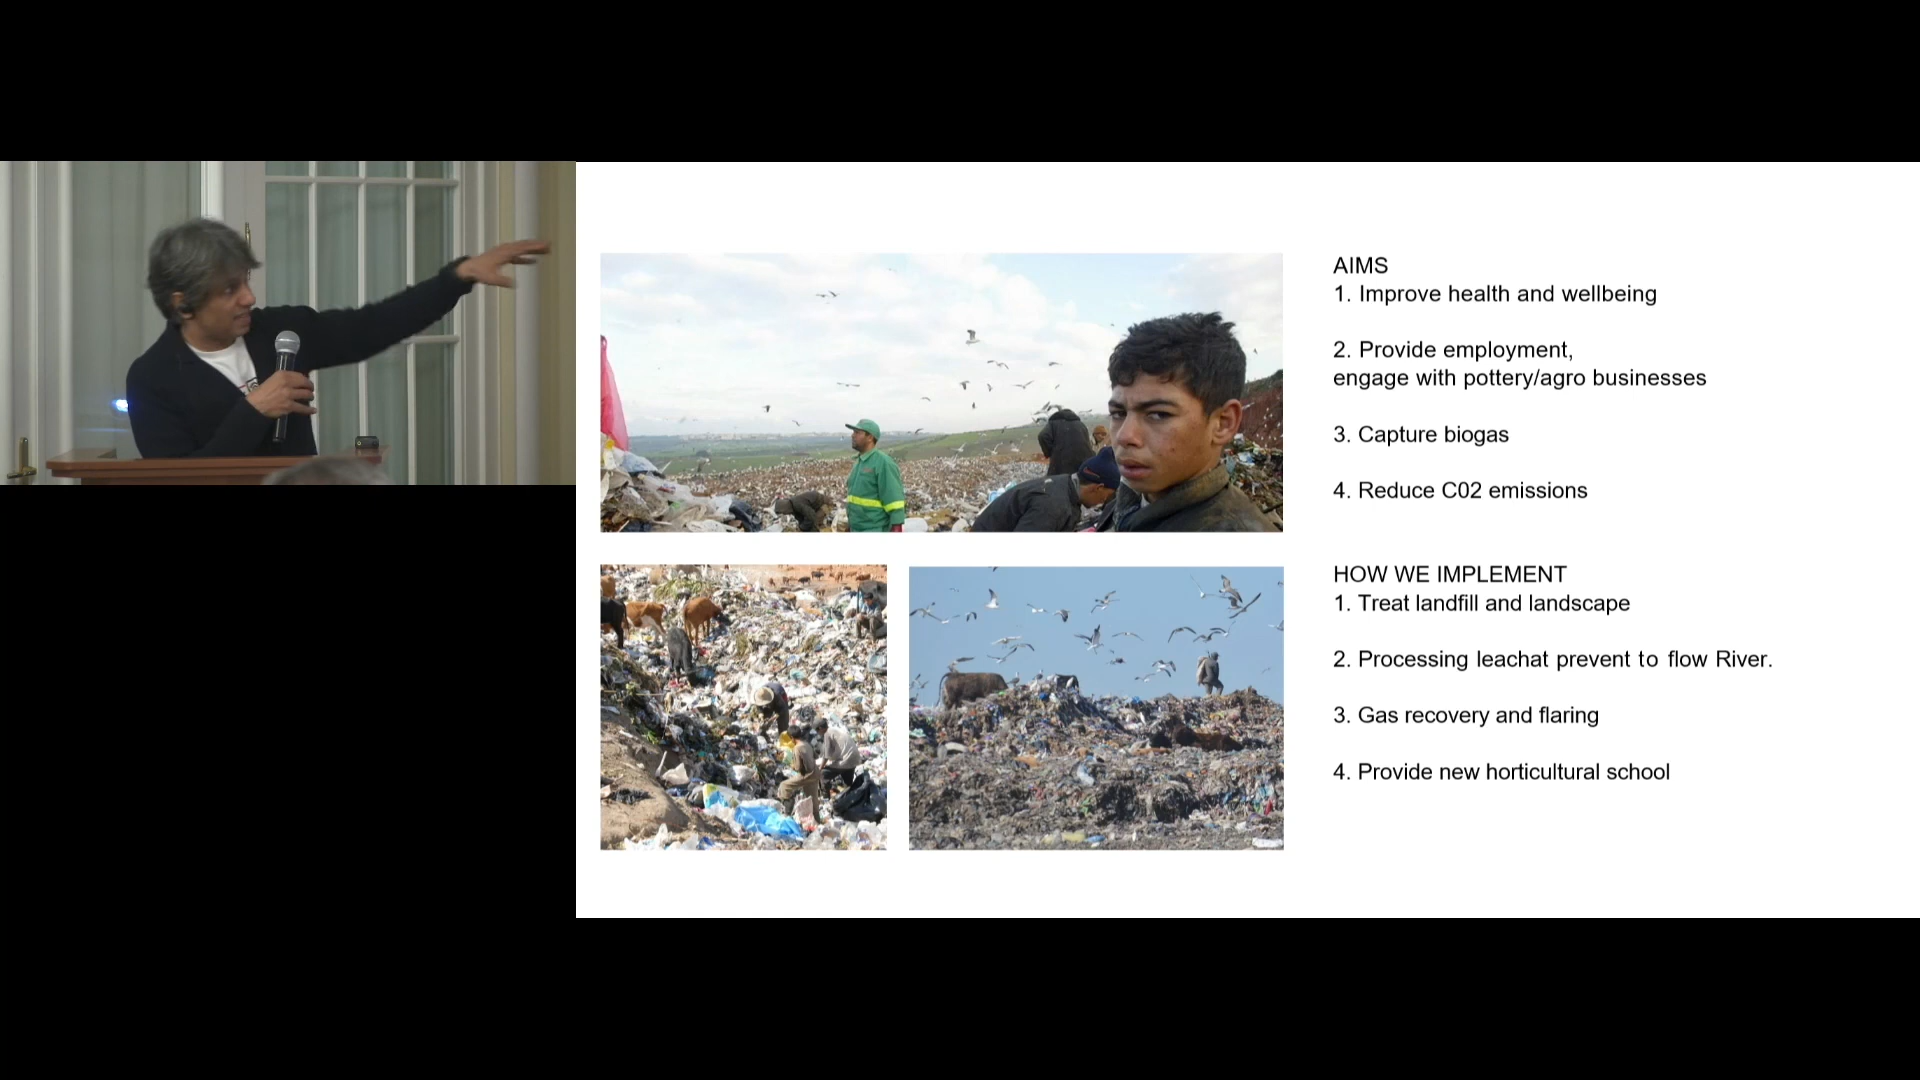 AIMS
1. Improve health and wellbeing
2. Provide employment,
engage with pottery/agro businesses
3. Capture biogas
4. Reduce C02 emissions
HOW WE IMPLEMENT
1. Treat landfill and landscape
2. Processing leachat prevent to flow River.
3. Gas recovery and flaring
4. Provide new horticultural school